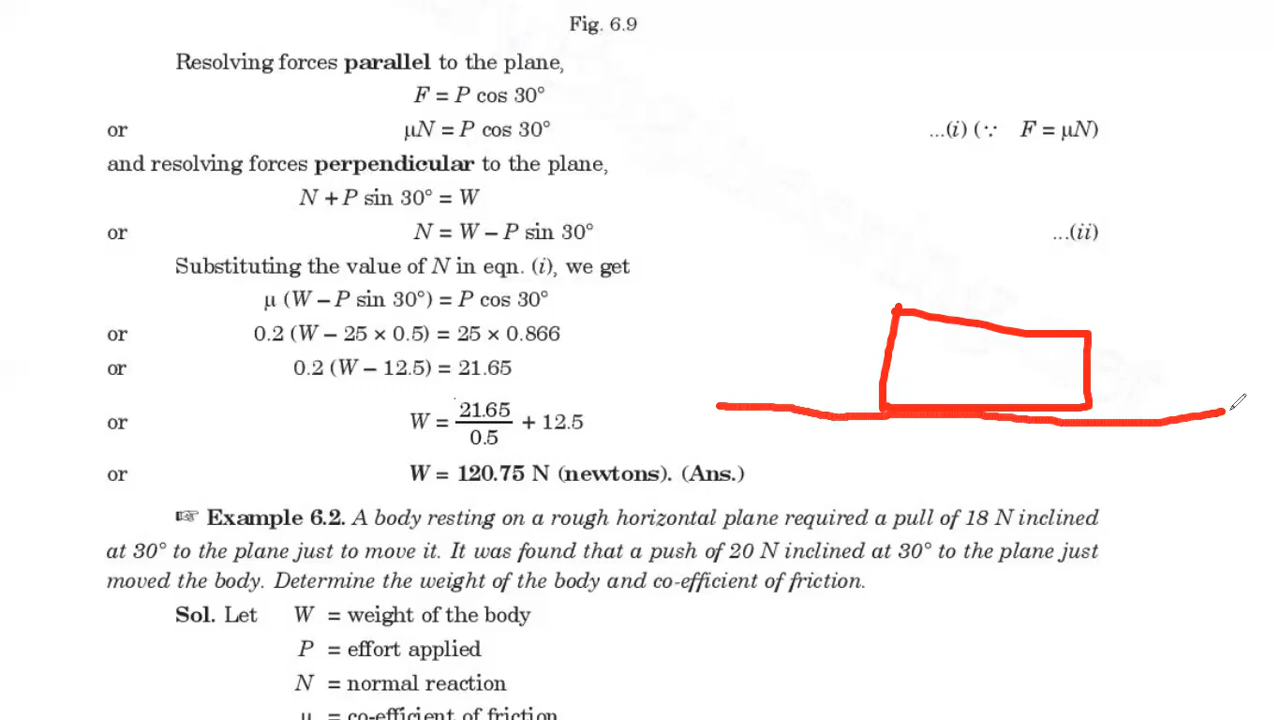 Fig. 6.9
Resolving forces parallel to the plane,
F = P cos 30°
or μN = P cos 30° ...(i) (∵ F = μN)
and resolving forces perpendicular to the plane,
N + P sin 30° = W
or N = W – P sin 30° ...(ii)
Substituting the value of N in eqn. (i), we get
μ (W – P sin 30°) = P cos 30°
or 0.2 (W – 25 × 0.5) = 25 × 0.866
or 0.2 (W – 12.5) = 21.65
or W = 21.65/0.5 + 12.5
or W = 120.75 N (newtons). (Ans.)
☞ Example 6.2. A body resting on a rough horizontal plane required a pull of 18 N inclined
at 30° to the plane just to move it. It was found that a push of 20 N inclined at 30° to the plane just
moved the body. Determine the weight of the body and co-efficient of friction.
Sol. Let W = weight of the body
P = effort applied
N = normal reaction
μ = co-efficient of friction